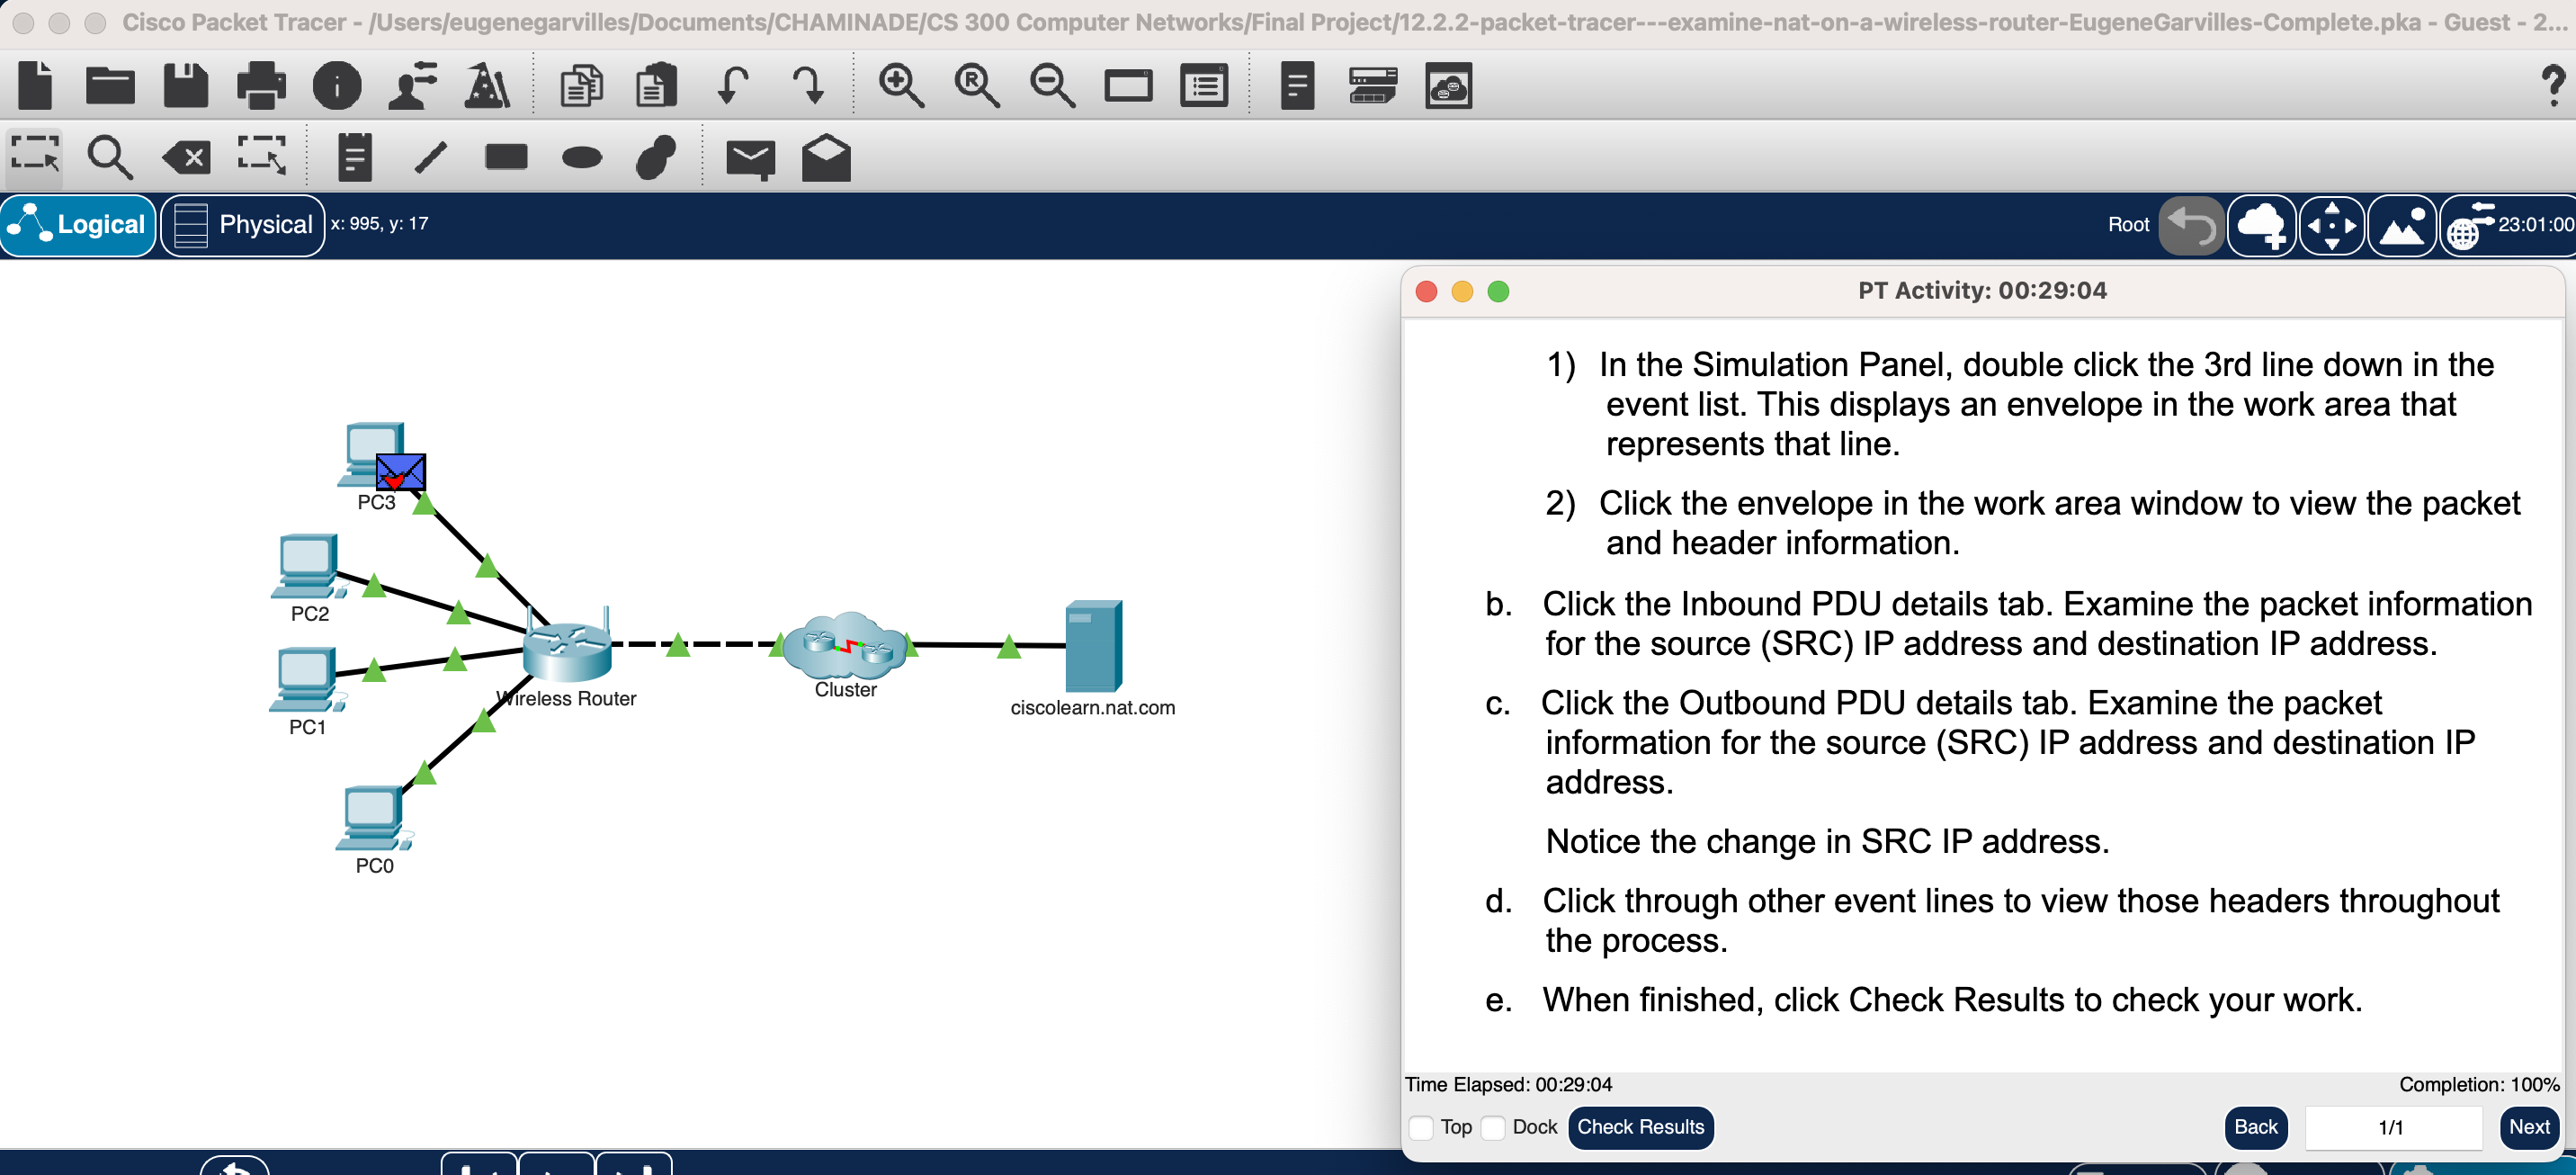 Cisco Packet Tracer - /Users/eugenegarvilles/Documents/CHAMINADE/CS 300 Computer Networks/Final Project/12.2.2-packet-tracer---examine-nat-on-a-wireless-router-EugeneGarvilles-Complete.pka - Guest - 2...
R
?
Logical
Physical
x: 995, y: 17
Root
23:01:00
PT Activity: 00:29:04
1) In the Simulation Panel, double click the 3rd line down in the
event list. This displays an envelope in the work area that
represents that line.
2) Click the envelope in the work area window to view the packet
and header information.
b. Click the Inbound PDU details tab. Examine the packet information
for the source (SRC) IP address and destination IP address.
c. Click the Outbound PDU details tab. Examine the packet
information for the source (SRC) IP address and destination IP
address.
Notice the change in SRC IP address.
d. Click through other event lines to view those headers throughout
the process.
e. When finished, click Check Results to check your work.
Time Elapsed: 00:29:04
Completion: 100%
Top
Dock
Check Results
Back
1/1
Next
PC3
PC2
PC1
PC0
Wireless Router
Cluster
ciscolearn.nat.com